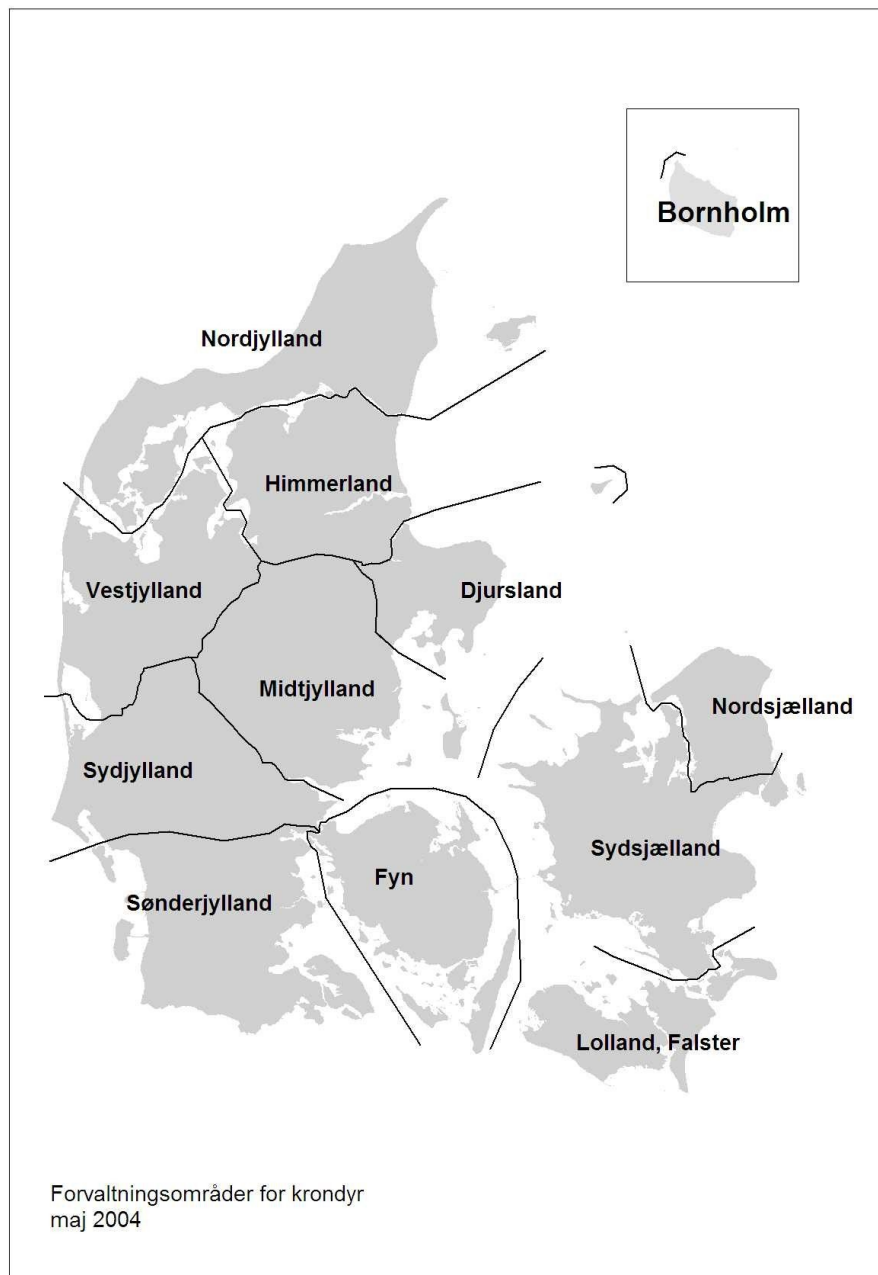 Bornholm
Nordjylland
Himmerland
Vestjylland
Djursland
Midtjylland
Nordsjælland
Sydjylland
Sydsjælland
Fyn
Sønderjylland
Lolland, Falster
Forvaltningsområder for krondyr
maj 2004